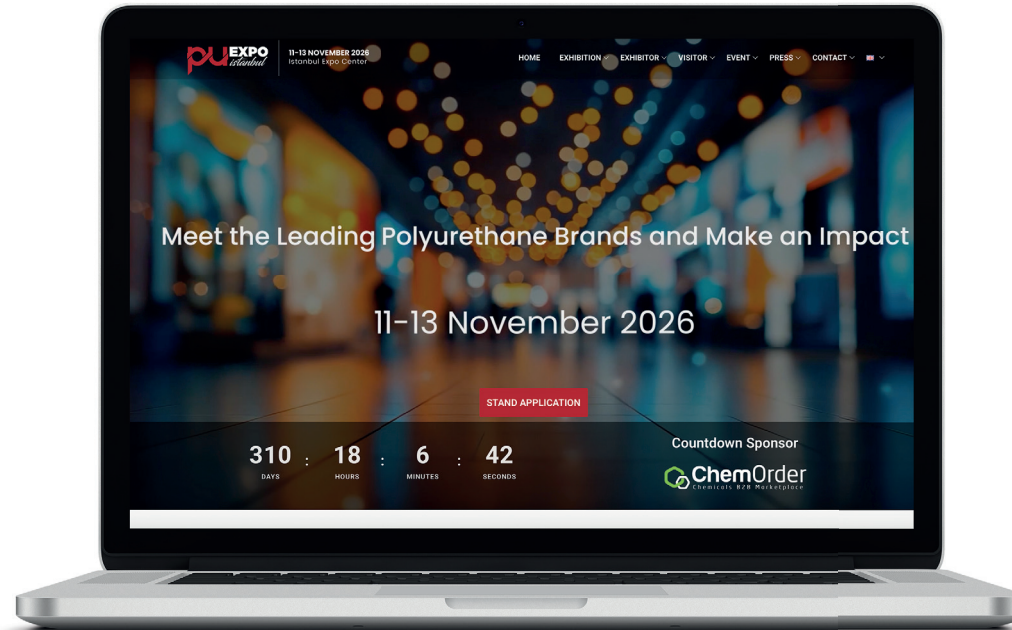 pu EXPO
istanbul
11-13 NOVEMBER 2026
Istanbul Expo Center
HOME EXHIBITION EXHIBITOR VISITOR EVENT PRESS CONTACT
Meet the Leading Polyurethane Brands and Make an Impact
11-13 November 2026
STAND APPLICATION
310 : 18 : 6 : 42
DAYS HOURS MINUTES SECONDS
Countdown Sponsor
ChemOrder
Chemicals B2B Marketplace